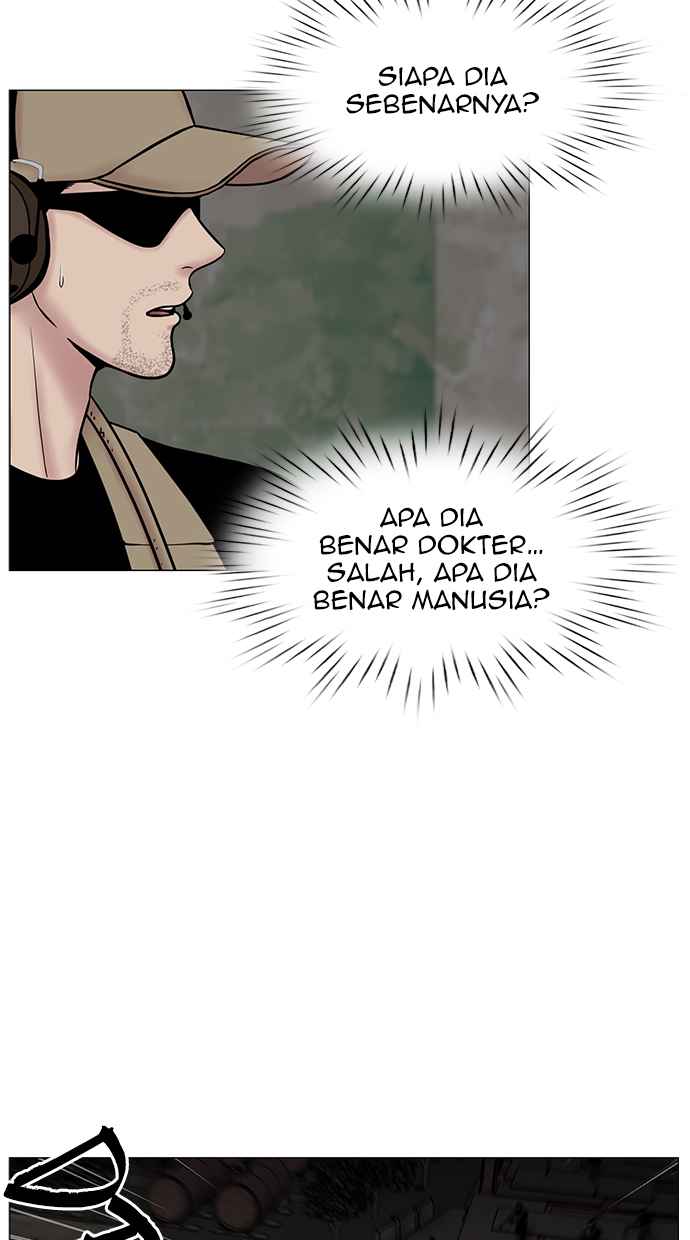 SIAPA DIA
SEBENARNYA?
APA DIA
BENAR DOKTER...
SALAH, APA DIA
BENAR MANUSIA?